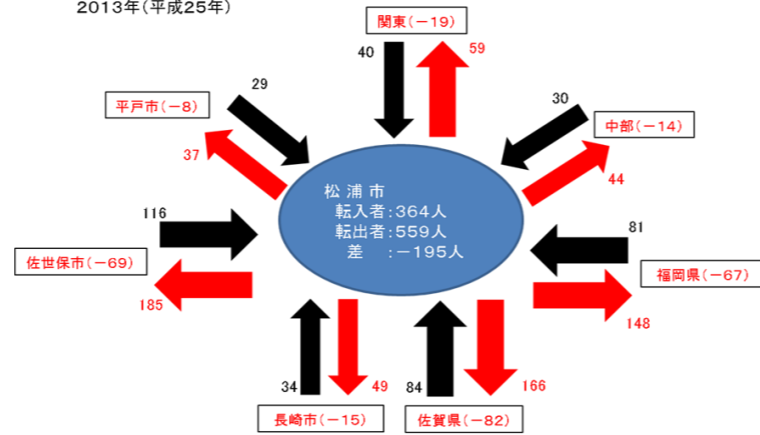 2013年(平成25年)
関東(－19)
40
59
29
平戸市(－8)
37
30
中部(－14)
44
松浦市
転入者：364人
転出者：559人
差　：－195人
116
佐世保市(－69)
185
81
福岡県(－67)
148
34
49
長崎市(－15)
84
166
佐賀県(－82)